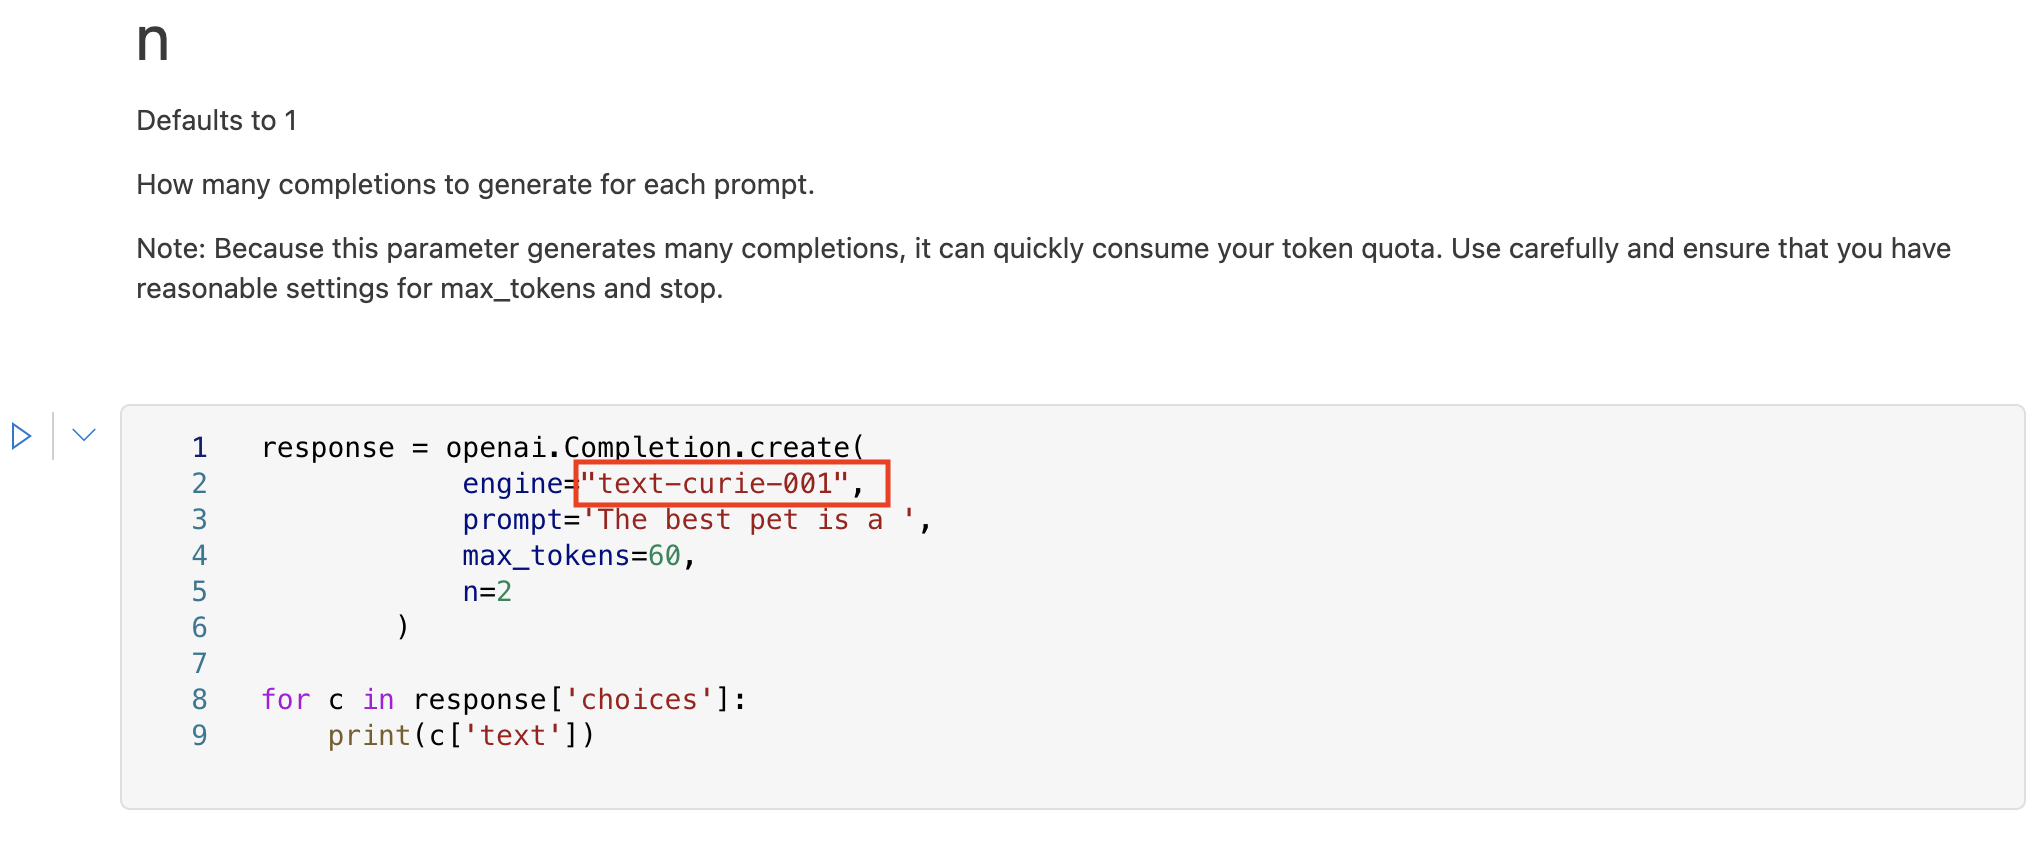 n
Defaults to 1
How many completions to generate for each prompt.
Note: Because this parameter generates many completions, it can quickly consume your token quota. Use carefully and ensure that you have
reasonable settings for max_tokens and stop.
1 response = openai.Completion.create(
2 engine="text-curie-001",
3 prompt='The best pet is a ',
4 max_tokens=60,
5 n=2
6 )
7
8 for c in response['choices']:
9 print(c['text'])